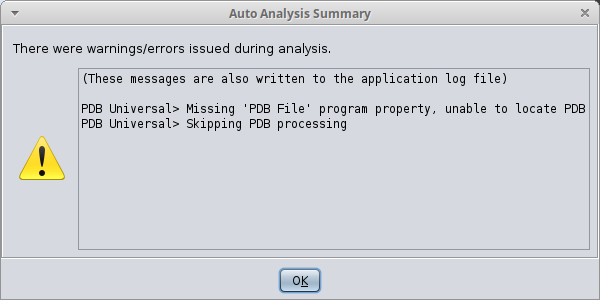 Auto Analysis Summary
There were warnings/errors issued during analysis.
(These messages are also written to the application log file)
PDB Universal> Missing 'PDB File' program property, unable to locate PDB
PDB Universal> Skipping PDB processing
OK